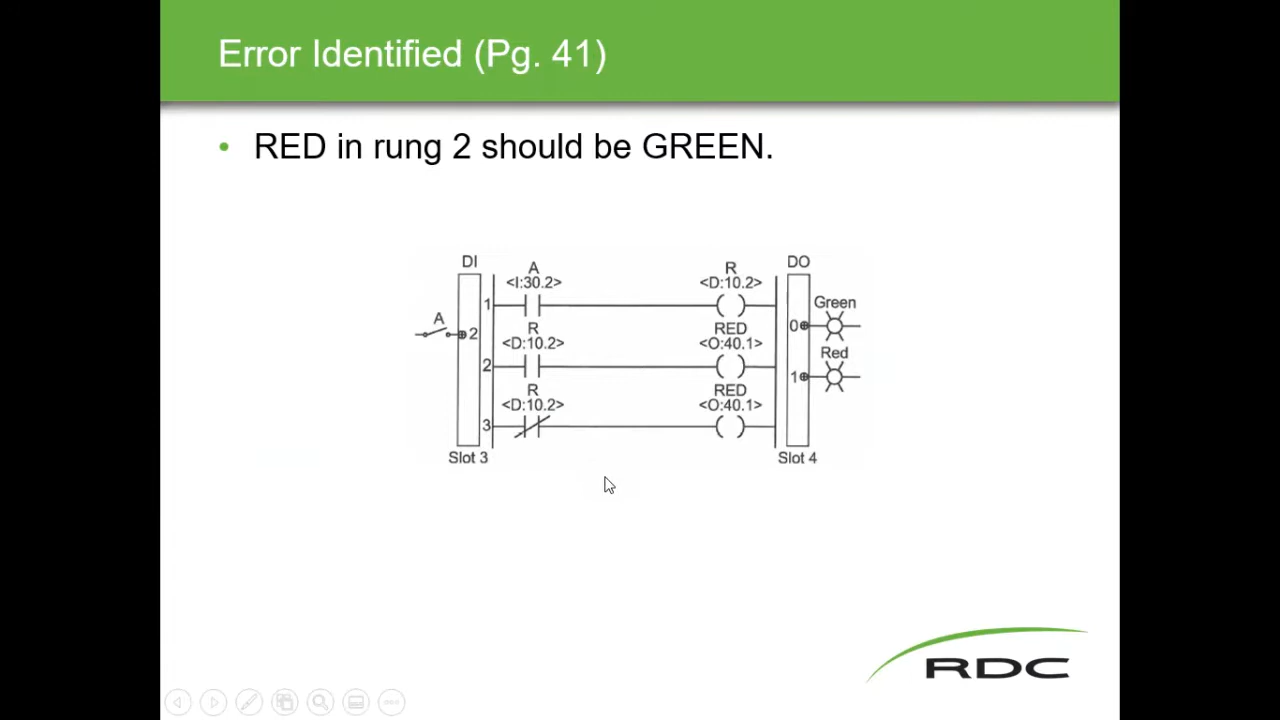 Error Identified (Pg. 41)
• RED in rung 2 should be GREEN.
DI
A
R
DO
<I:30.2>
<D:10.2>
1
Green
A
R
RED
0
2
<D:10.2>
<O:40.1>
Red
2
1
R
RED
<D:10.2>
<O:40.1>
3
Slot 3
Slot 4
RDC